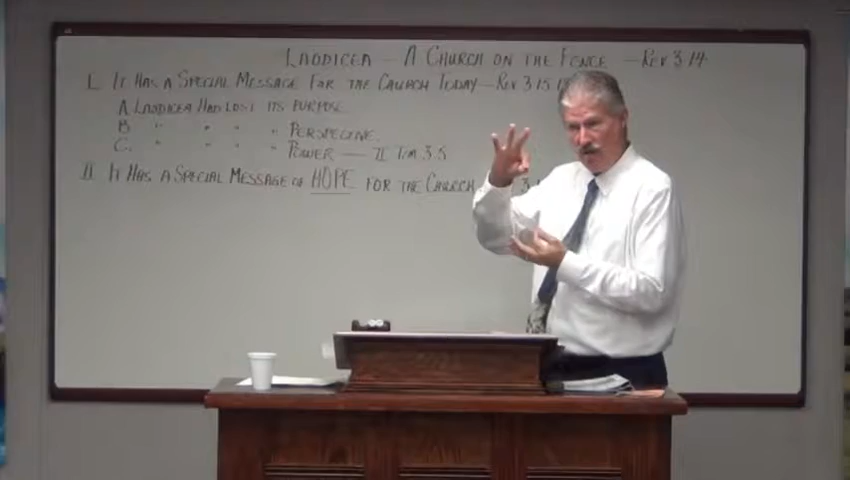 LAODICEA — A CHURCH ON THE FENCE — REV 3:14
I. IT HAS A SPECIAL MESSAGE FOR THE CHURCH TODAY — REV 3:15
A. LAODICEA HAD LOST ITS PURPOSE.
B " " " " PERSPECTIVE.
C. " " " " POWER — II TIM 3:5
II IT HAS A SPECIAL MESSAGE OF HOPE FOR THE CHURCH